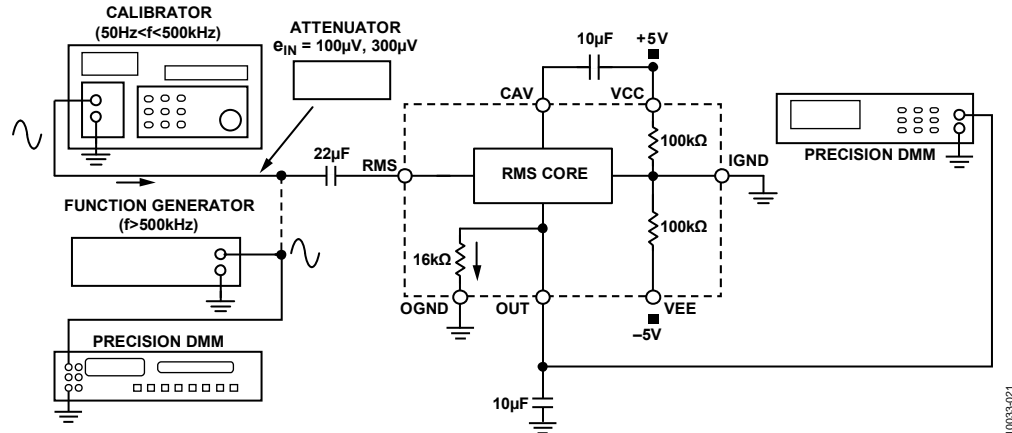 CALIBRATOR
(50Hz<f<500kHz)
ATTENUATOR
eIN = 100µV, 300µV
10µF
+5V
CAV
VCC
100kΩ
PRECISION DMM
22µF
RMS
RMS CORE
IGND
FUNCTION GENERATOR
(f>500kHz)
100kΩ
16kΩ
OGND
OUT
VEE
–5V
PRECISION DMM
10µF
10033-021